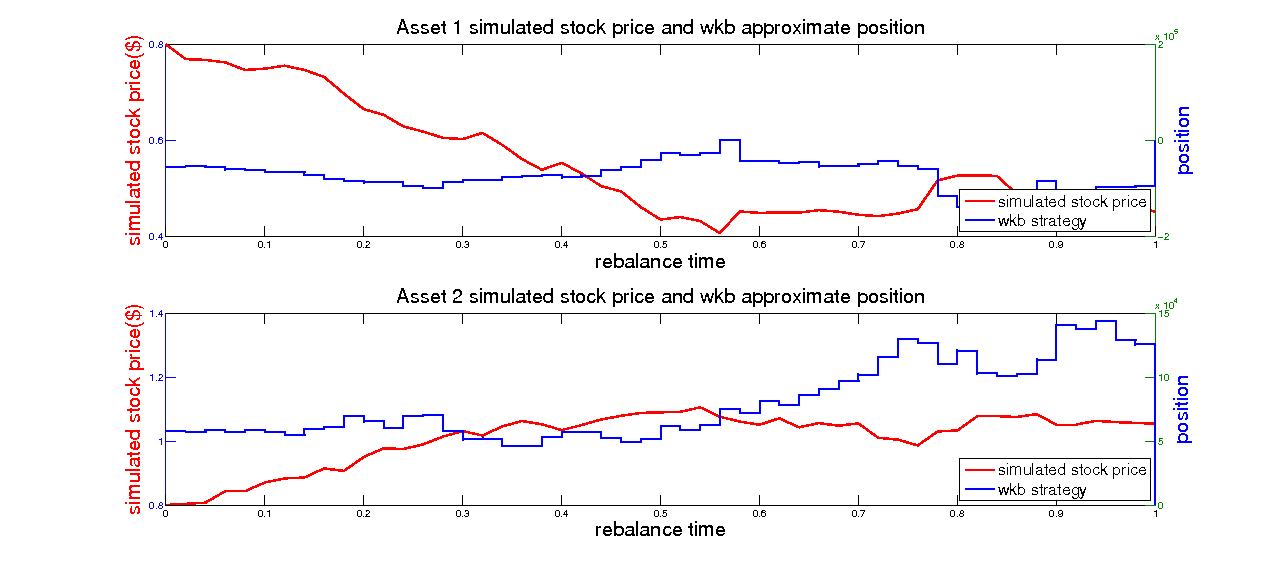 Asset 1 simulated stock price and wkb approximate position
x 10^5
0.8 2
0.6 0
0.4 -2
simulated stock price($)
position
simulated stock price
wkb strategy
0 0.1 0.2 0.3 0.4 0.5 0.6 0.7 0.8 0.9 1
rebalance time
Asset 2 simulated stock price and wkb approximate position
x 10^4
1.4 15
1.2 10
1 5
0.8 0
simulated stock price($)
position
simulated stock price
wkb strategy
0 0.1 0.2 0.3 0.4 0.5 0.6 0.7 0.8 0.9 1
rebalance time